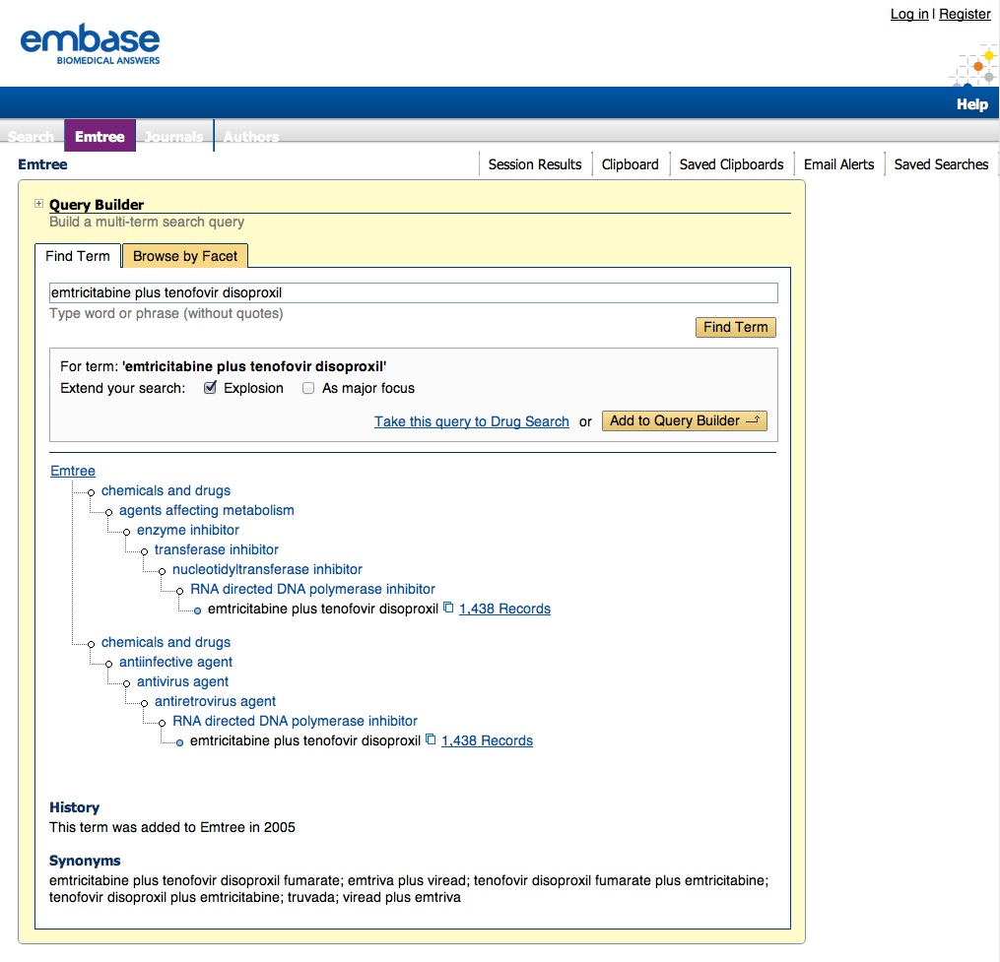 Log in | Register
embase
BIOMEDICAL ANSWERS
Help
Search Emtree Journals Authors
Emtree Session Results Clipboard Saved Clipboards Email Alerts Saved Searches
Query Builder
Build a multi-term search query
Find Term Browse by Facet
emtricitabine plus tenofovir disoproxil
Type word or phrase (without quotes)
Find Term
For term: 'emtricitabine plus tenofovir disoproxil'
Extend your search: Explosion As major focus
Take this query to Drug Search or Add to Query Builder
Emtree
chemicals and drugs
agents affecting metabolism
enzyme inhibitor
transferase inhibitor
nucleotidyltransferase inhibitor
RNA directed DNA polymerase inhibitor
emtricitabine plus tenofovir disoproxil 1,438 Records
chemicals and drugs
antiinfective agent
antivirus agent
antiretrovirus agent
RNA directed DNA polymerase inhibitor
emtricitabine plus tenofovir disoproxil 1,438 Records
History
This term was added to Emtree in 2005
Synonyms
emtricitabine plus tenofovir disoproxil fumarate; emtriva plus viread; tenofovir disoproxil fumarate plus emtricitabine;
tenofovir disoproxil plus emtricitabine; truvada; viread plus emtriva